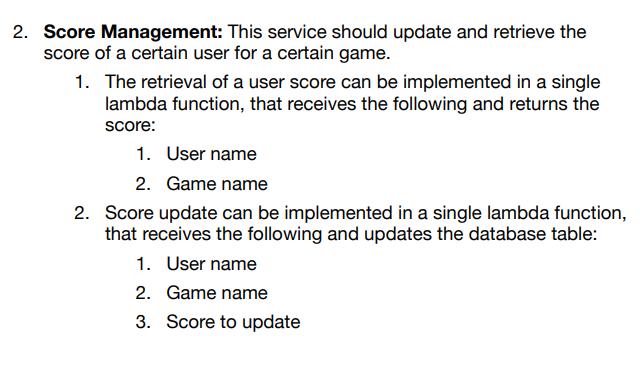 2. Score Management: This service should update and retrieve the
score of a certain user for a certain game.
1. The retrieval of a user score can be implemented in a single
lambda function, that receives the following and returns the
score:
1. User name
2. Game name
2. Score update can be implemented in a single lambda function,
that receives the following and updates the database table:
1. User name
2. Game name
3. Score to update